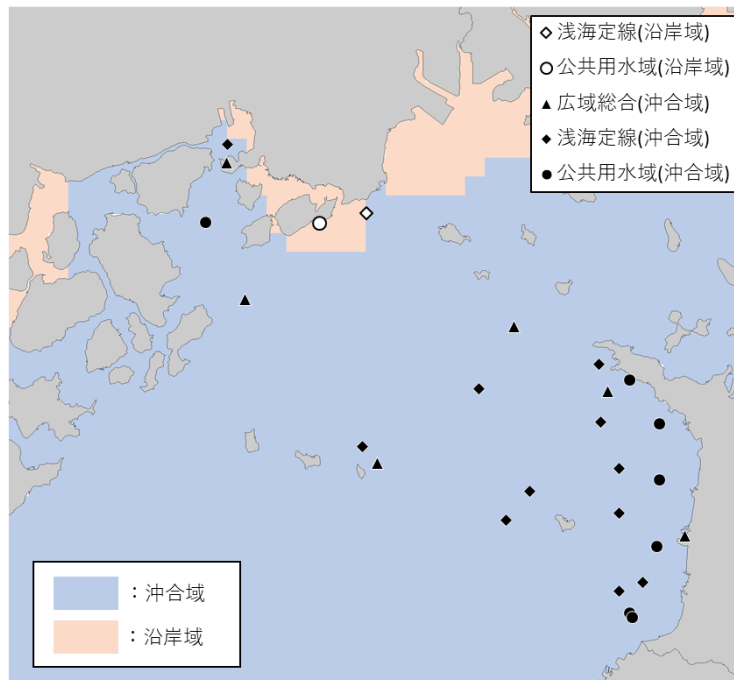 浅海定線(沿岸域)
公共用水域(沿岸域)
広域総合(沖合域)
浅海定線(沖合域)
公共用水域(沖合域)
：沖合域
：沿岸域